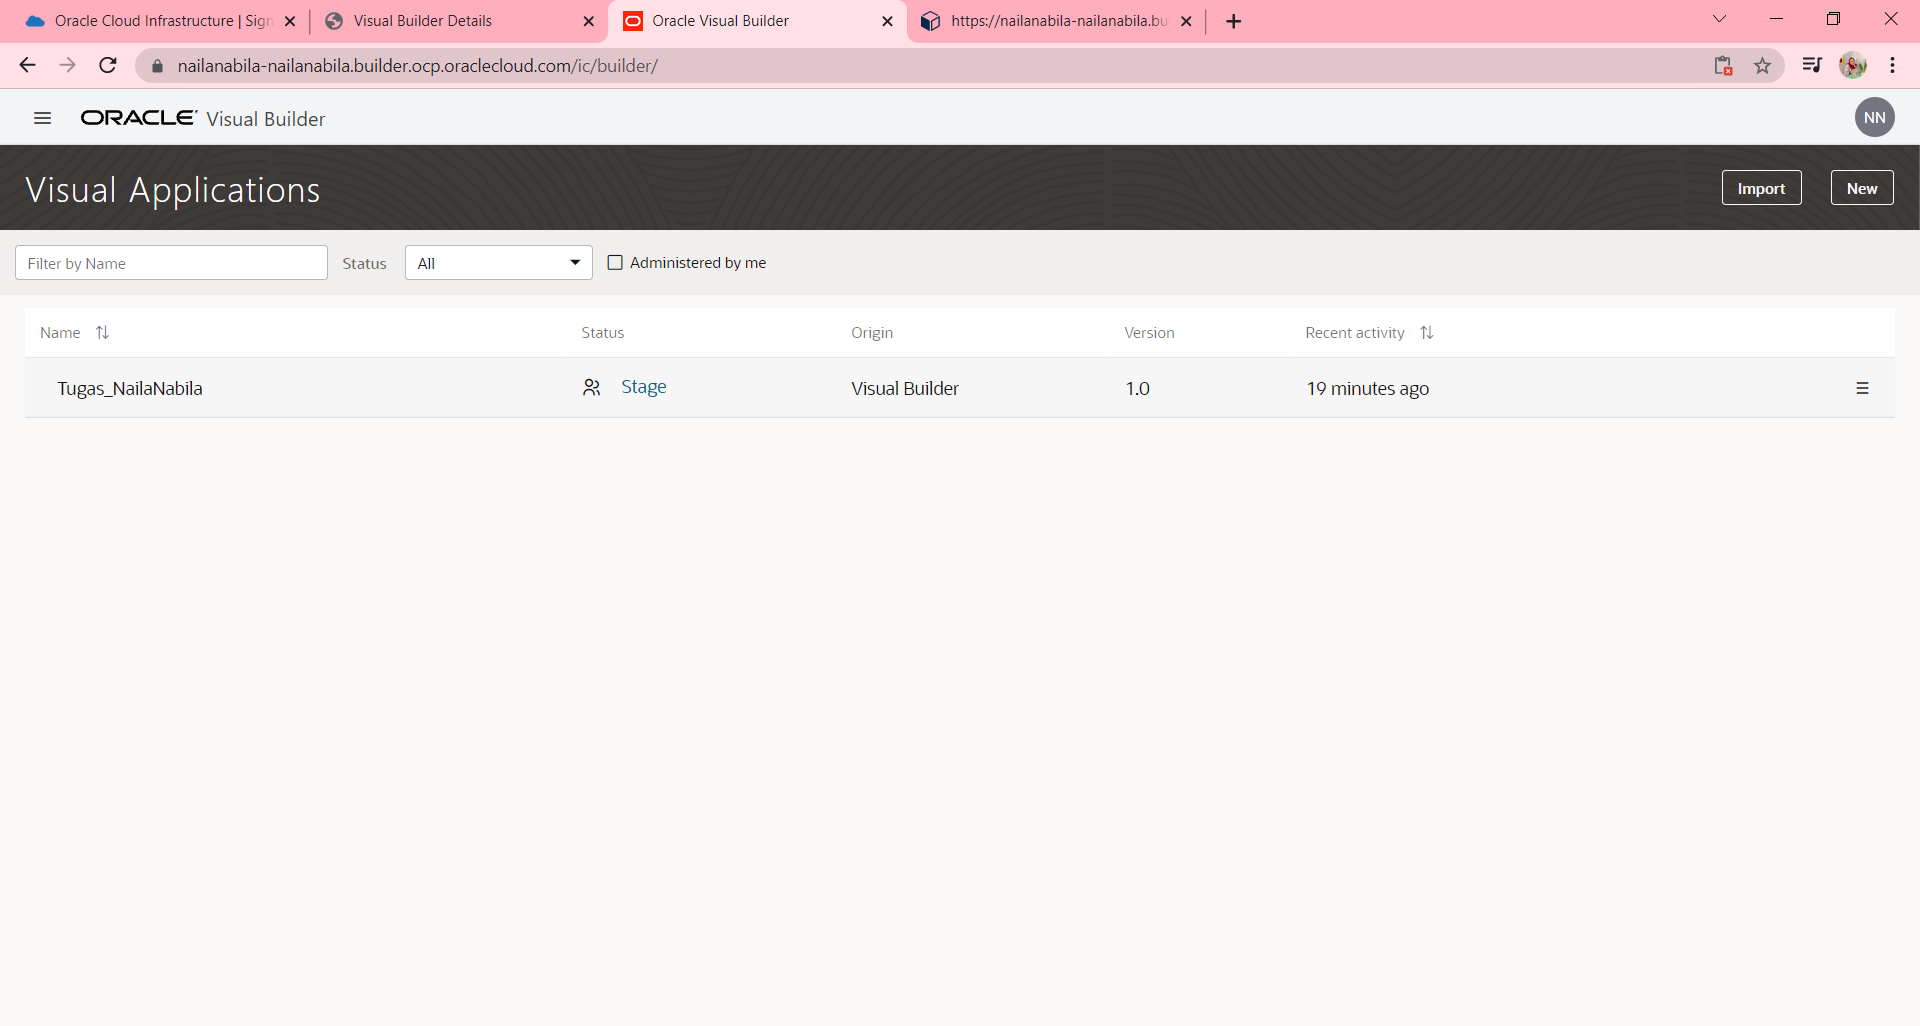 Oracle Cloud Infrastructure | Sign
Visual Builder Details
Oracle Visual Builder
https://nailanabila-nailanabila.bu
nailanabila-nailanabila.builder.ocp.oraclecloud.com/ic/builder/
ORACLE Visual Builder
NN
Visual Applications
Import
New
Filter by Name
Status
All
Administered by me
Name
Status
Origin
Version
Recent activity
Tugas_NailaNabila
Stage
Visual Builder
1.0
19 minutes ago